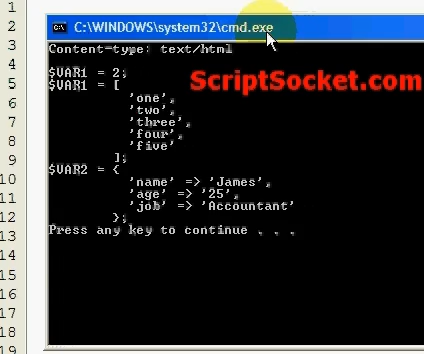 1
2
3
4
5
6
7
8
9
10
11
12
13
14
15
16
17
18
19
C:\WINDOWS\system32\cmd.exe
Content-type: text/html
$VAR1 = 2;
ScriptSocket.com
$VAR1 = [
'one',
'two',
'three',
'four',
'five'
];
$VAR2 = {
'name' => 'James',
'age' => '25',
'job' => 'Accountant'
};
Press any key to continue . . .